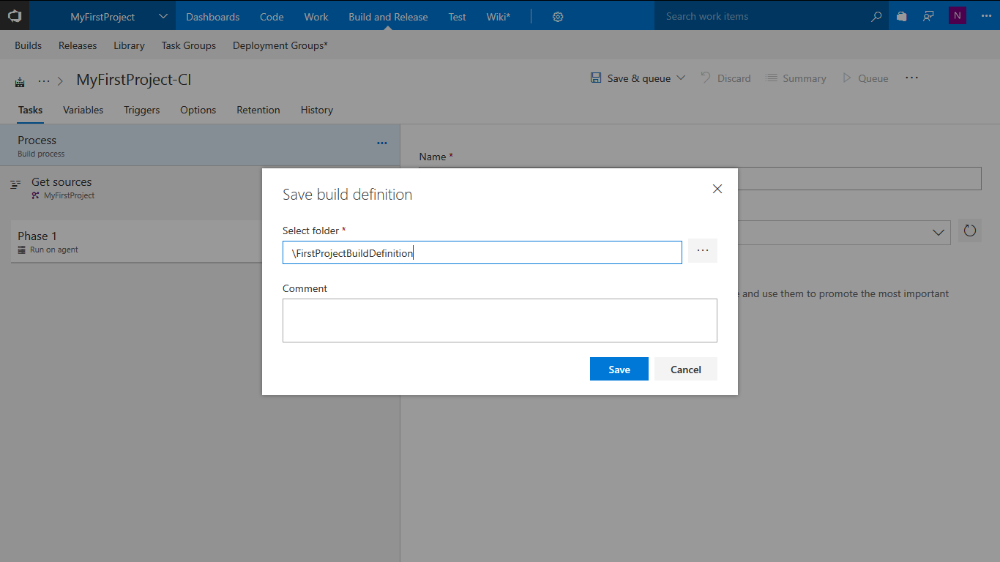 MyFirstProject Dashboards Code Work Build and Release Test Wiki* Search work items N
Builds Releases Library Task Groups Deployment Groups*
MyFirstProject-CI Save & queue Discard Summary Queue
Tasks Variables Triggers Options Retention History
Process
Build process
Name *
Get sources
MyFirstProject
Phase 1
Run on agent
Save build definition
Select folder *
\FirstProjectBuildDefinition
Comment
and use them to promote the most important
Save Cancel